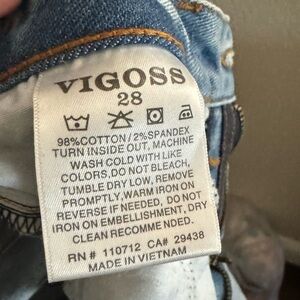 VIGOSS
28
98%COTTON/2%SPANDEX
TURN INSIDE OUT, MACHINE
WASH COLD WITH LIKE
COLORS,DO NOT BLEACH,
TUMBLE DRY LOW, REMOVE
PROMPTLY,WARM IRON ON
REVERSE IF NEEDED, DO NOT
IRON ON EMBELLISHMENT, DRY
CLEAN RECOMMENDED.
RN # 110712 CA# 29438
MADE IN VIETNAM